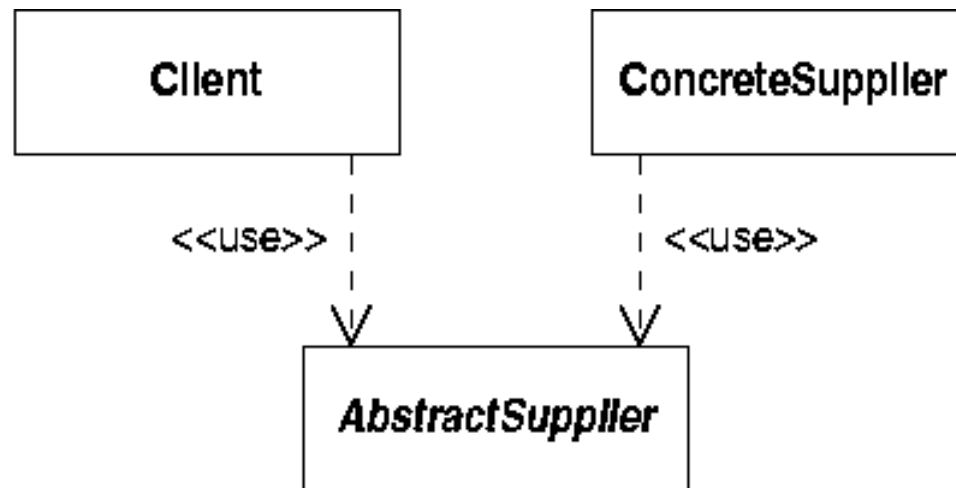 Client
ConcreteSupplier
<<use>>
<<use>>
AbstractSupplier